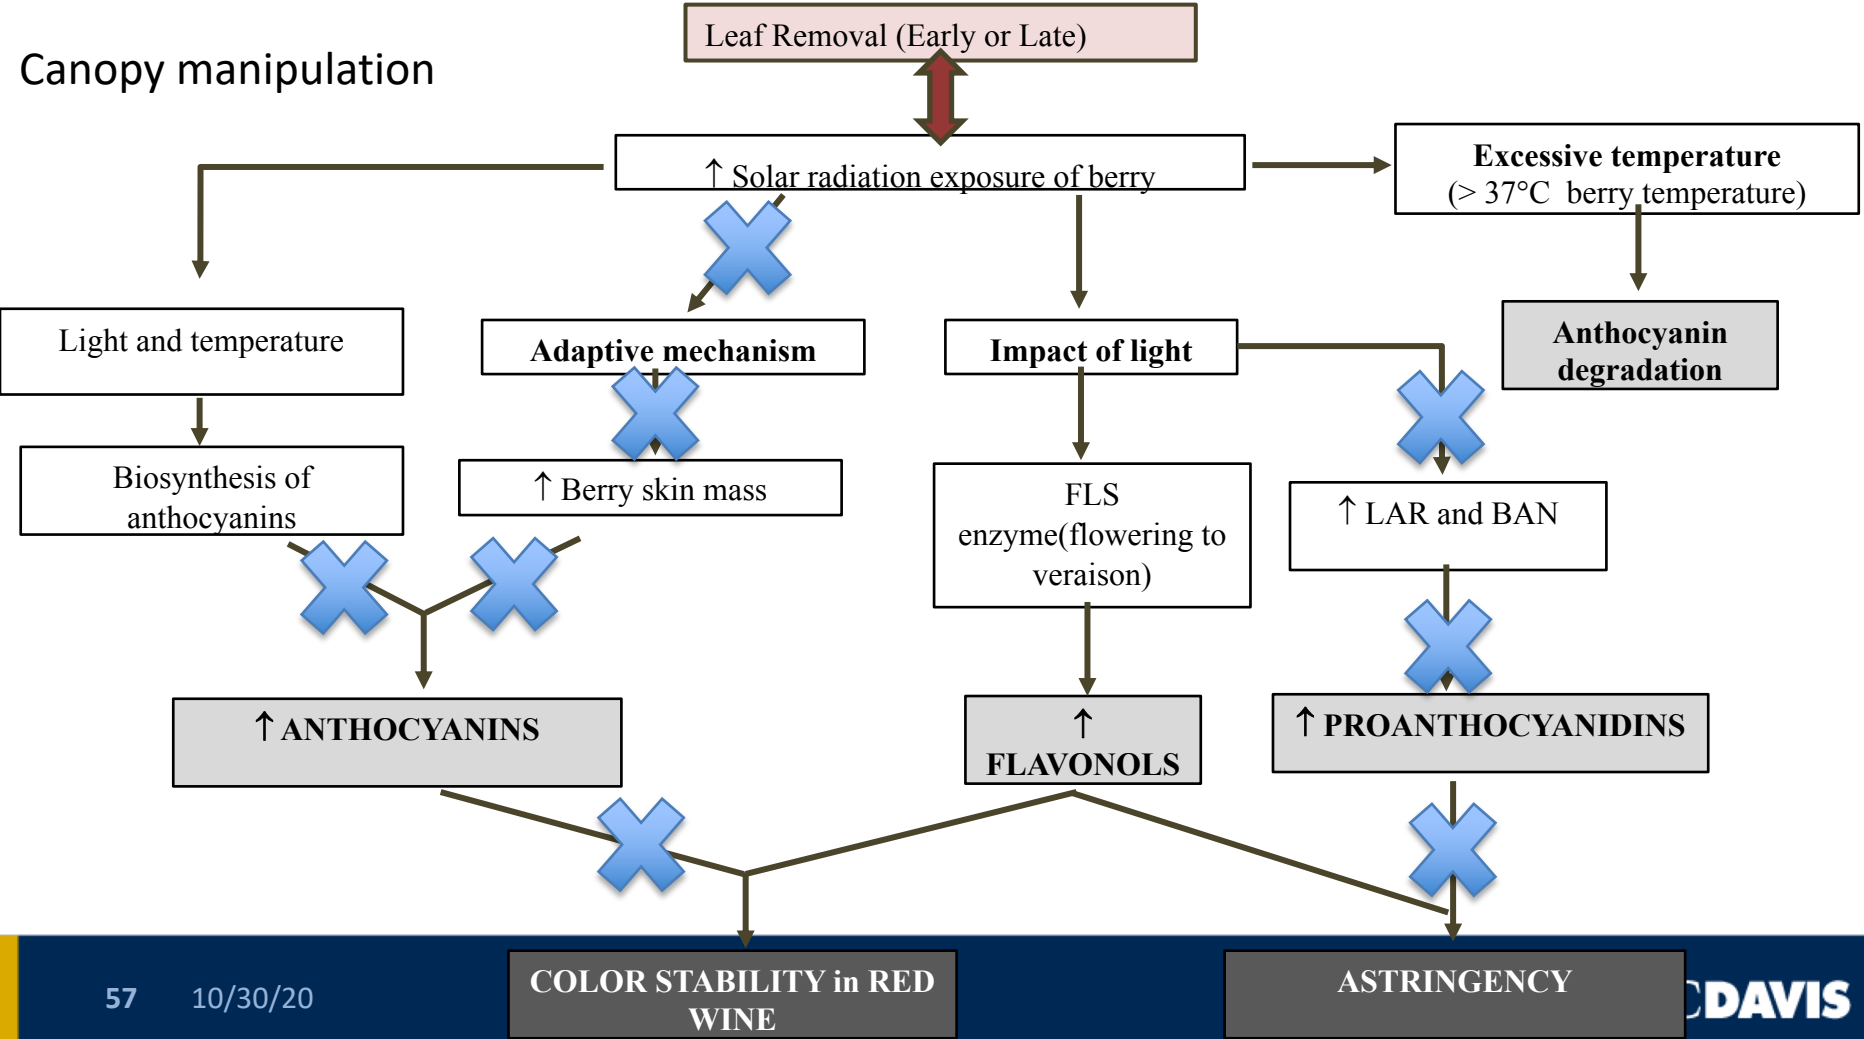 Canopy manipulation
Leaf Removal (Early or Late)
↑ Solar radiation exposure of berry
Excessive temperature
(> 37°C berry temperature)
Light and temperature
Adaptive mechanism
Impact of light
Anthocyanin
degradation
Biosynthesis of
anthocyanins
↑ Berry skin mass
FLS
enzyme(flowering to
veraison)
↑ LAR and BAN
↑ ANTHOCYANINS
↑
FLAVONOLS
↑ PROANTHOCYANIDINS
COLOR STABILITY in RED
WINE
ASTRINGENCY
57 10/30/20
CDAVIS